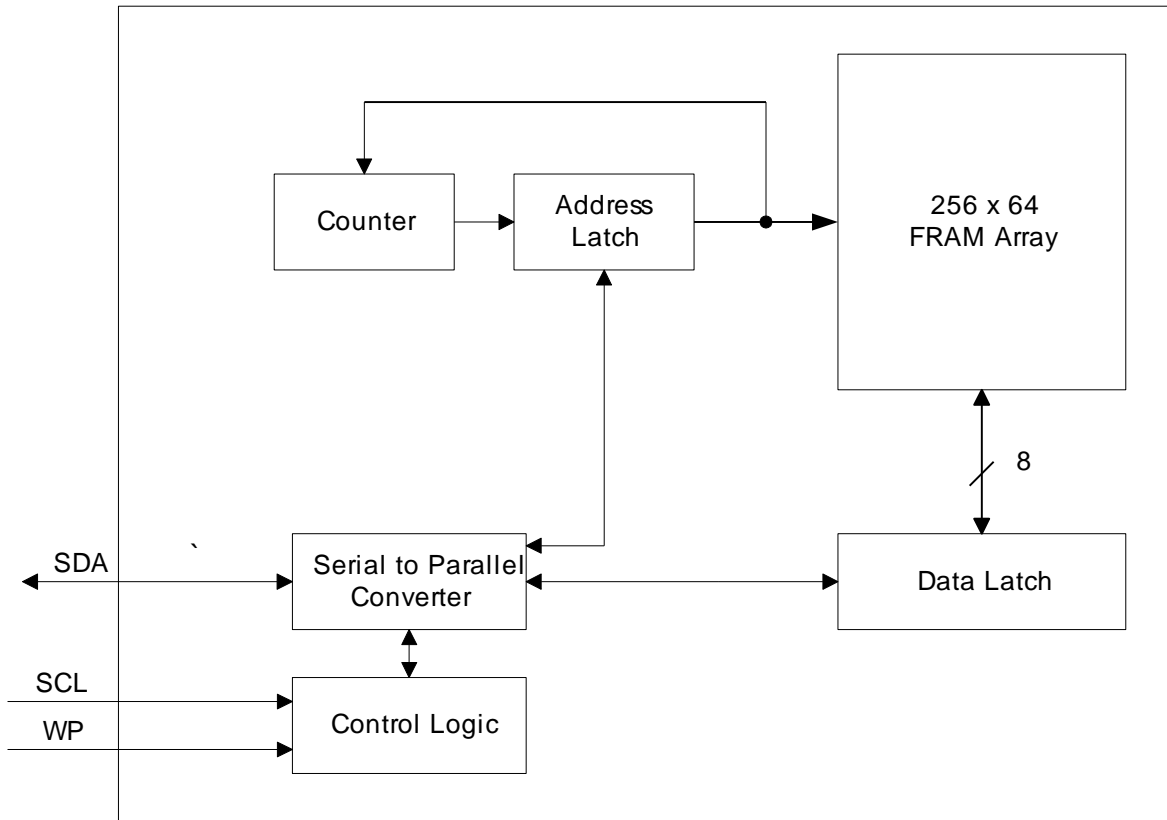 Counter
Address
Latch
256 x 64
FRAM Array
8
SDA
`
Serial to Parallel
Converter
Data Latch
SCL
WP
Control Logic